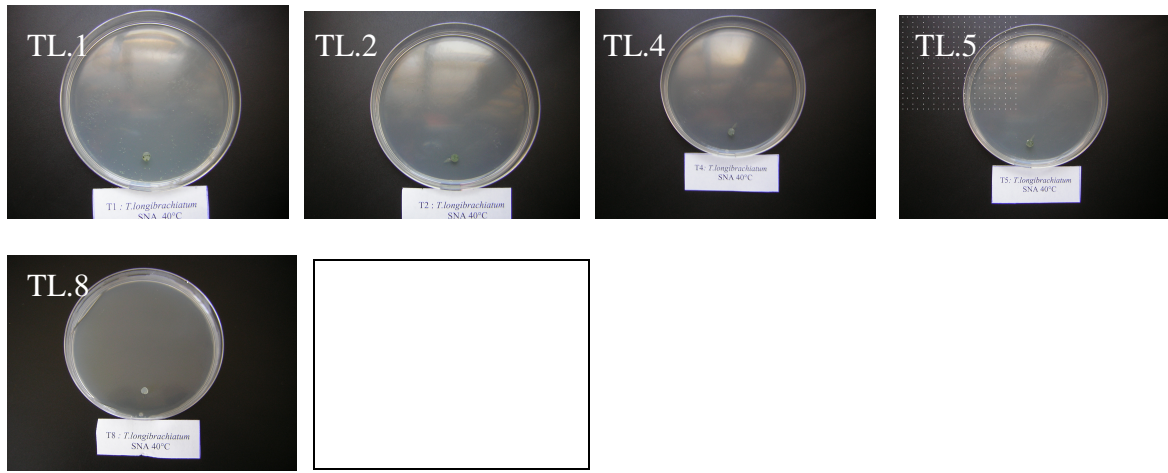 TL.1
T1 : T.longibrachiatum
SNA 40°C
TL.2
T2 : T.longibrachiatum
SNA 40°C
TL.4
T4: T.longibrachiatum
SNA 40°C
TL.5
T5: T.longibrachiatum
SNA 40°C
TL.8
T8 : T.longibrachiatum
SNA 40°C